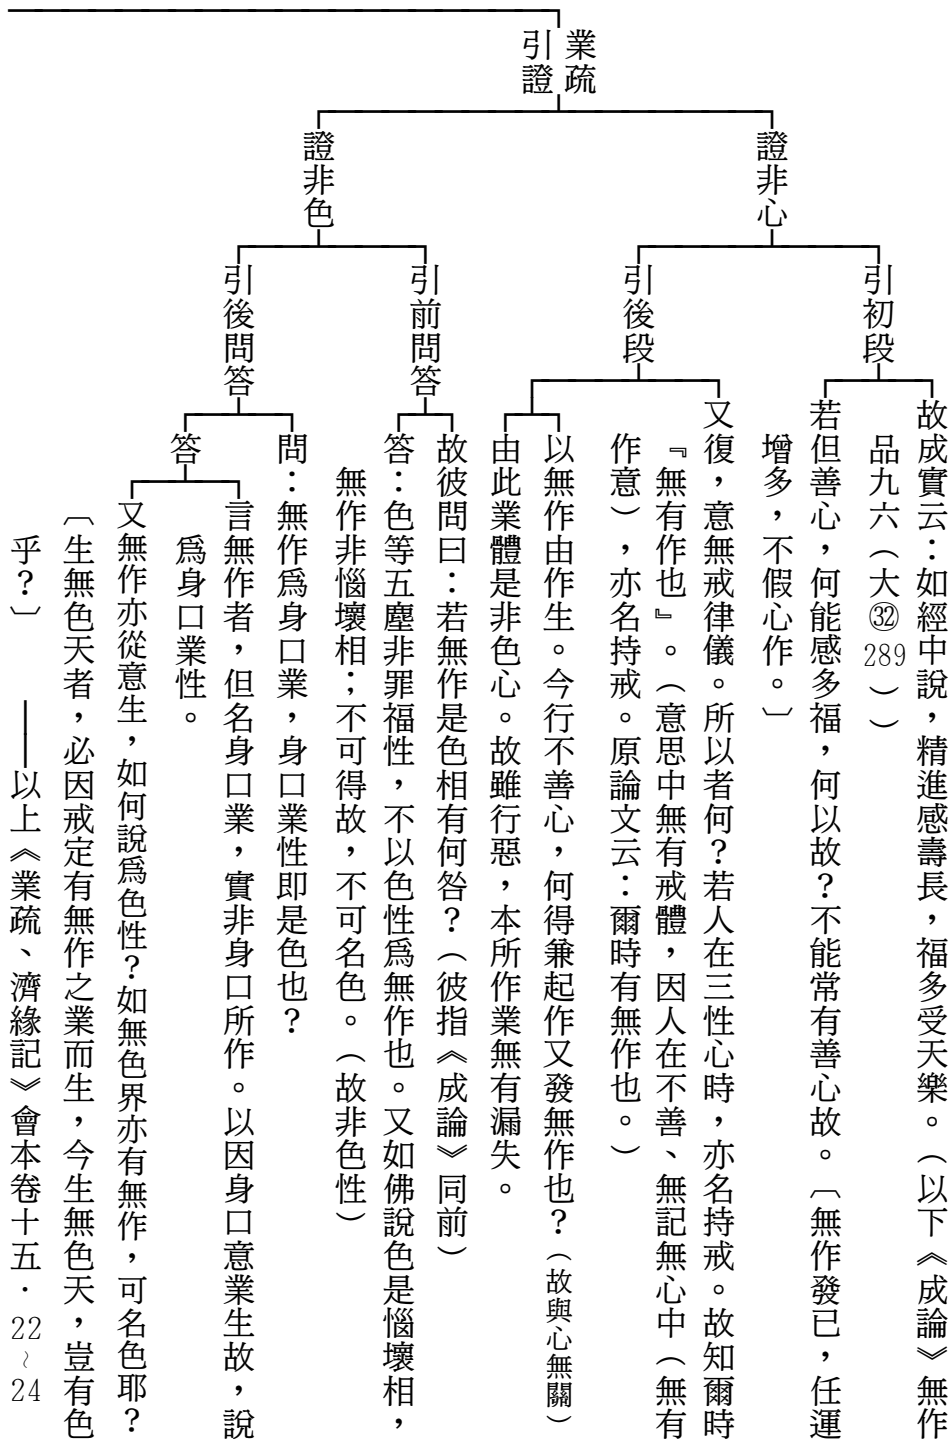 業疏
引證
證非心
引初段
故成實云：如經中說，精進感壽長，福多受天樂。（以下《成論》無作
品九六（大㉜289））
若但善心，何能感多福，何以故？不能常有善心故。〔無作發已，任運
增多，不假心作。〕
引後段
又復，意無戒律儀。所以者何？若人在三性心時，亦名持戒。故知爾時
『無有作也』。（意思中無有戒體，因人在不善、無記無心中（無有
作意），亦名持戒。原論文云：爾時有無作也。）
以無作由作生。今行不善心，何得兼起作又發無作也？（故與心無關）
由此業體是非色心。故雖行惡，本所作業無有漏失。
證非色
引前問答
故彼問曰：若無作是色相有何咎？（彼指《成論》同前）
答：色等五塵非罪福性，不以色性爲無作也。又如佛說色是惱壞相，
無作非惱壞相；不可得故，不可名色。（故非色性）
引後問答
問：無作爲身口業，身口業性即是色也？
答
言無作者，但名身口業，實非身口所作。以因身口意業生故，說
爲身口業性。
又無作亦從意生，如何說爲色性？如無色界亦有無作，可名色耶？
〔生無色天者，必因戒定有無作之業而生，今生無色天，豈有色
乎？〕　——以上《業疏、濟緣記》會本卷十五．22~24